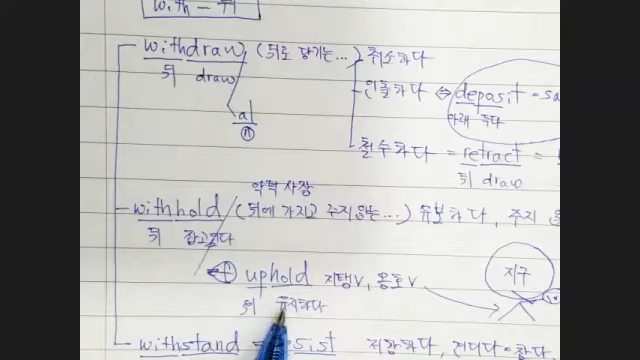 with - 뒤
withdraw (뒤로 당기는...) 취소하다
뒤 draw 인출하다 ⇔ deposit = sa
al 아래 두다
ⓝ 철수하다 = retract =
뒤 draw
악덕사장
withhold (뒤에 가지고 주지않는...) 유보하다, 주지
뒤 잡고있다
uphold 지탱V, 옹호V 지구
유지하다
withstand = resist 저항하다, 견디다 = 참다.